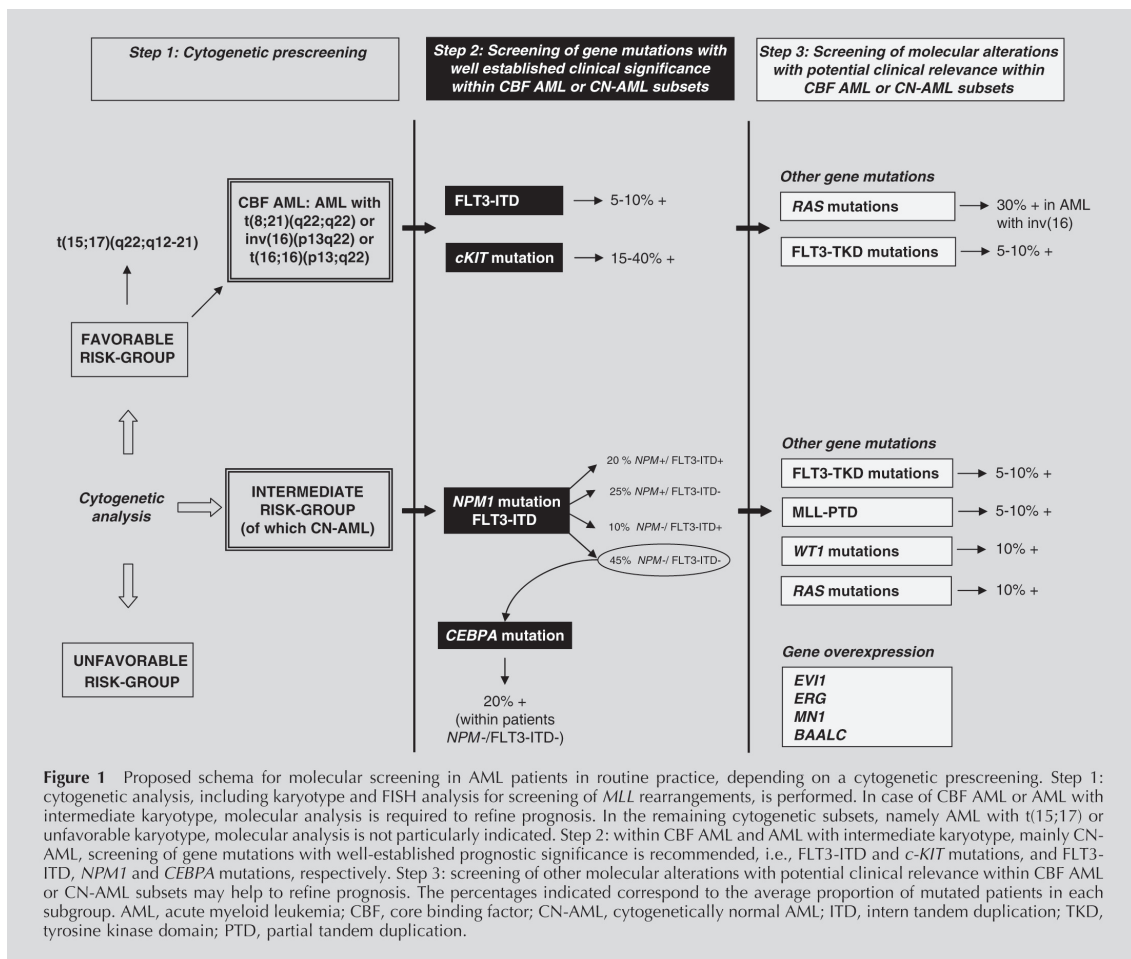 Step 1: Cytogenetic prescreening
Step 2: Screening of gene mutations with
well established clinical significance
within CBF AML or CN-AML subsets
Step 3: Screening of molecular alterations
with potential clinical relevance within
CBF AML or CN-AML subsets
t(15;17)(q22;q12-21)
CBF AML: AML with
t(8;21)(q22;q22) or
inv(16)(p13q22) or
t(16;16)(p13;q22)
FAVORABLE
RISK-GROUP
FLT3-ITD
5-10% +
cKIT mutation
15-40% +
Other gene mutations
RAS mutations
30% + in AML
with inv(16)
FLT3-TKD mutations
5-10% +
Cytogenetic
analysis
INTERMEDIATE
RISK-GROUP
(of which CN-AML)
UNFAVORABLE
RISK-GROUP
NPM1 mutation
FLT3-ITD
20 % NPM+/ FLT3-ITD+
25% NPM+/ FLT3-ITD-
10% NPM-/ FLT3-ITD+
45% NPM-/ FLT3-ITD-
CEBPA mutation
20% +
(within patients
NPM-/FLT3-ITD-)
Other gene mutations
FLT3-TKD mutations
5-10% +
MLL-PTD
5-10% +
WT1 mutations
10% +
RAS mutations
10% +
Gene overexpression
EVI1
ERG
MN1
BAALC
Figure 1 Proposed schema for molecular screening in AML patients in routine practice, depending on a cytogenetic prescreening. Step 1:
cytogenetic analysis, including karyotype and FISH analysis for screening of MLL rearrangements, is performed. In case of CBF AML or AML with
intermediate karyotype, molecular analysis is required to refine prognosis. In the remaining cytogenetic subsets, namely AML with t(15;17) or
unfavorable karyotype, molecular analysis is not particularly indicated. Step 2: within CBF AML and AML with intermediate karyotype, mainly CN-
AML, screening of gene mutations with well-established prognostic significance is recommended, i.e., FLT3-ITD and c-KIT mutations, and FLT3-
ITD, NPM1 and CEBPA mutations, respectively. Step 3: screening of other molecular alterations with potential clinical relevance within CBF AML
or CN-AML subsets may help to refine prognosis. The percentages indicated correspond to the average proportion of mutated patients in each
subgroup. AML, acute myeloid leukemia; CBF, core binding factor; CN-AML, cytogenetically normal AML; ITD, intern tandem duplication; TKD,
tyrosine kinase domain; PTD, partial tandem duplication.